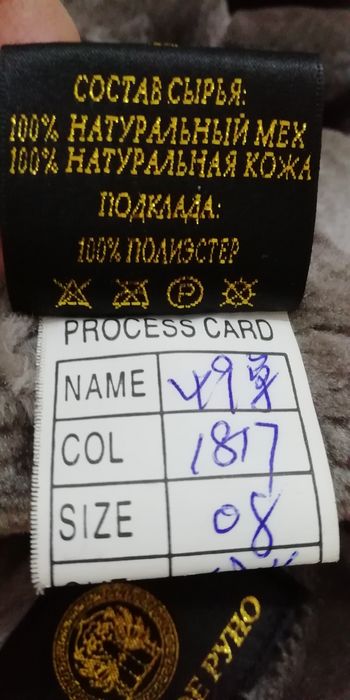 СОСТАВ СЫРЬЯ:
100% НАТУРАЛЬНЫЙ МЕХ
100% НАТУРАЛЬНАЯ КОЖА
ПОДКЛАДА:
100% ПОЛИЭСТЕР
P
PROCESS CARD
NAME
COL 1817
SIZE 08
РУНО